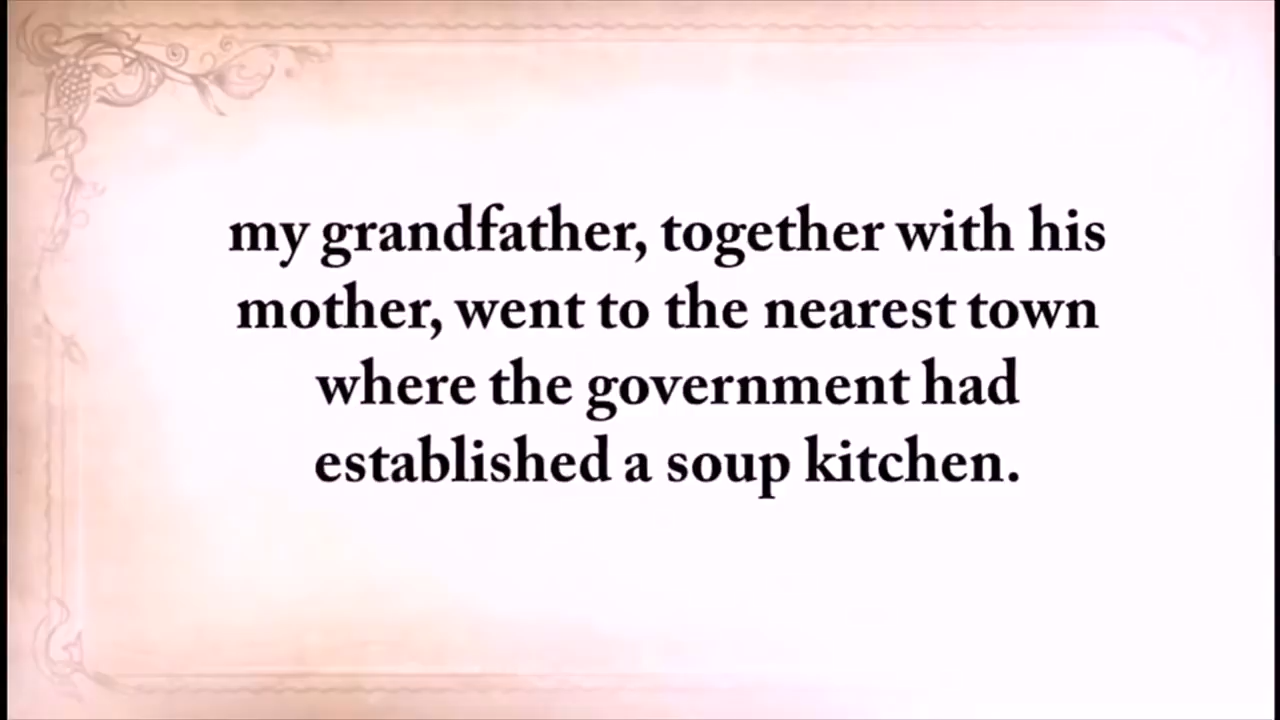 my grandfather, together with his
mother, went to the nearest town
where the government had
established a soup kitchen.